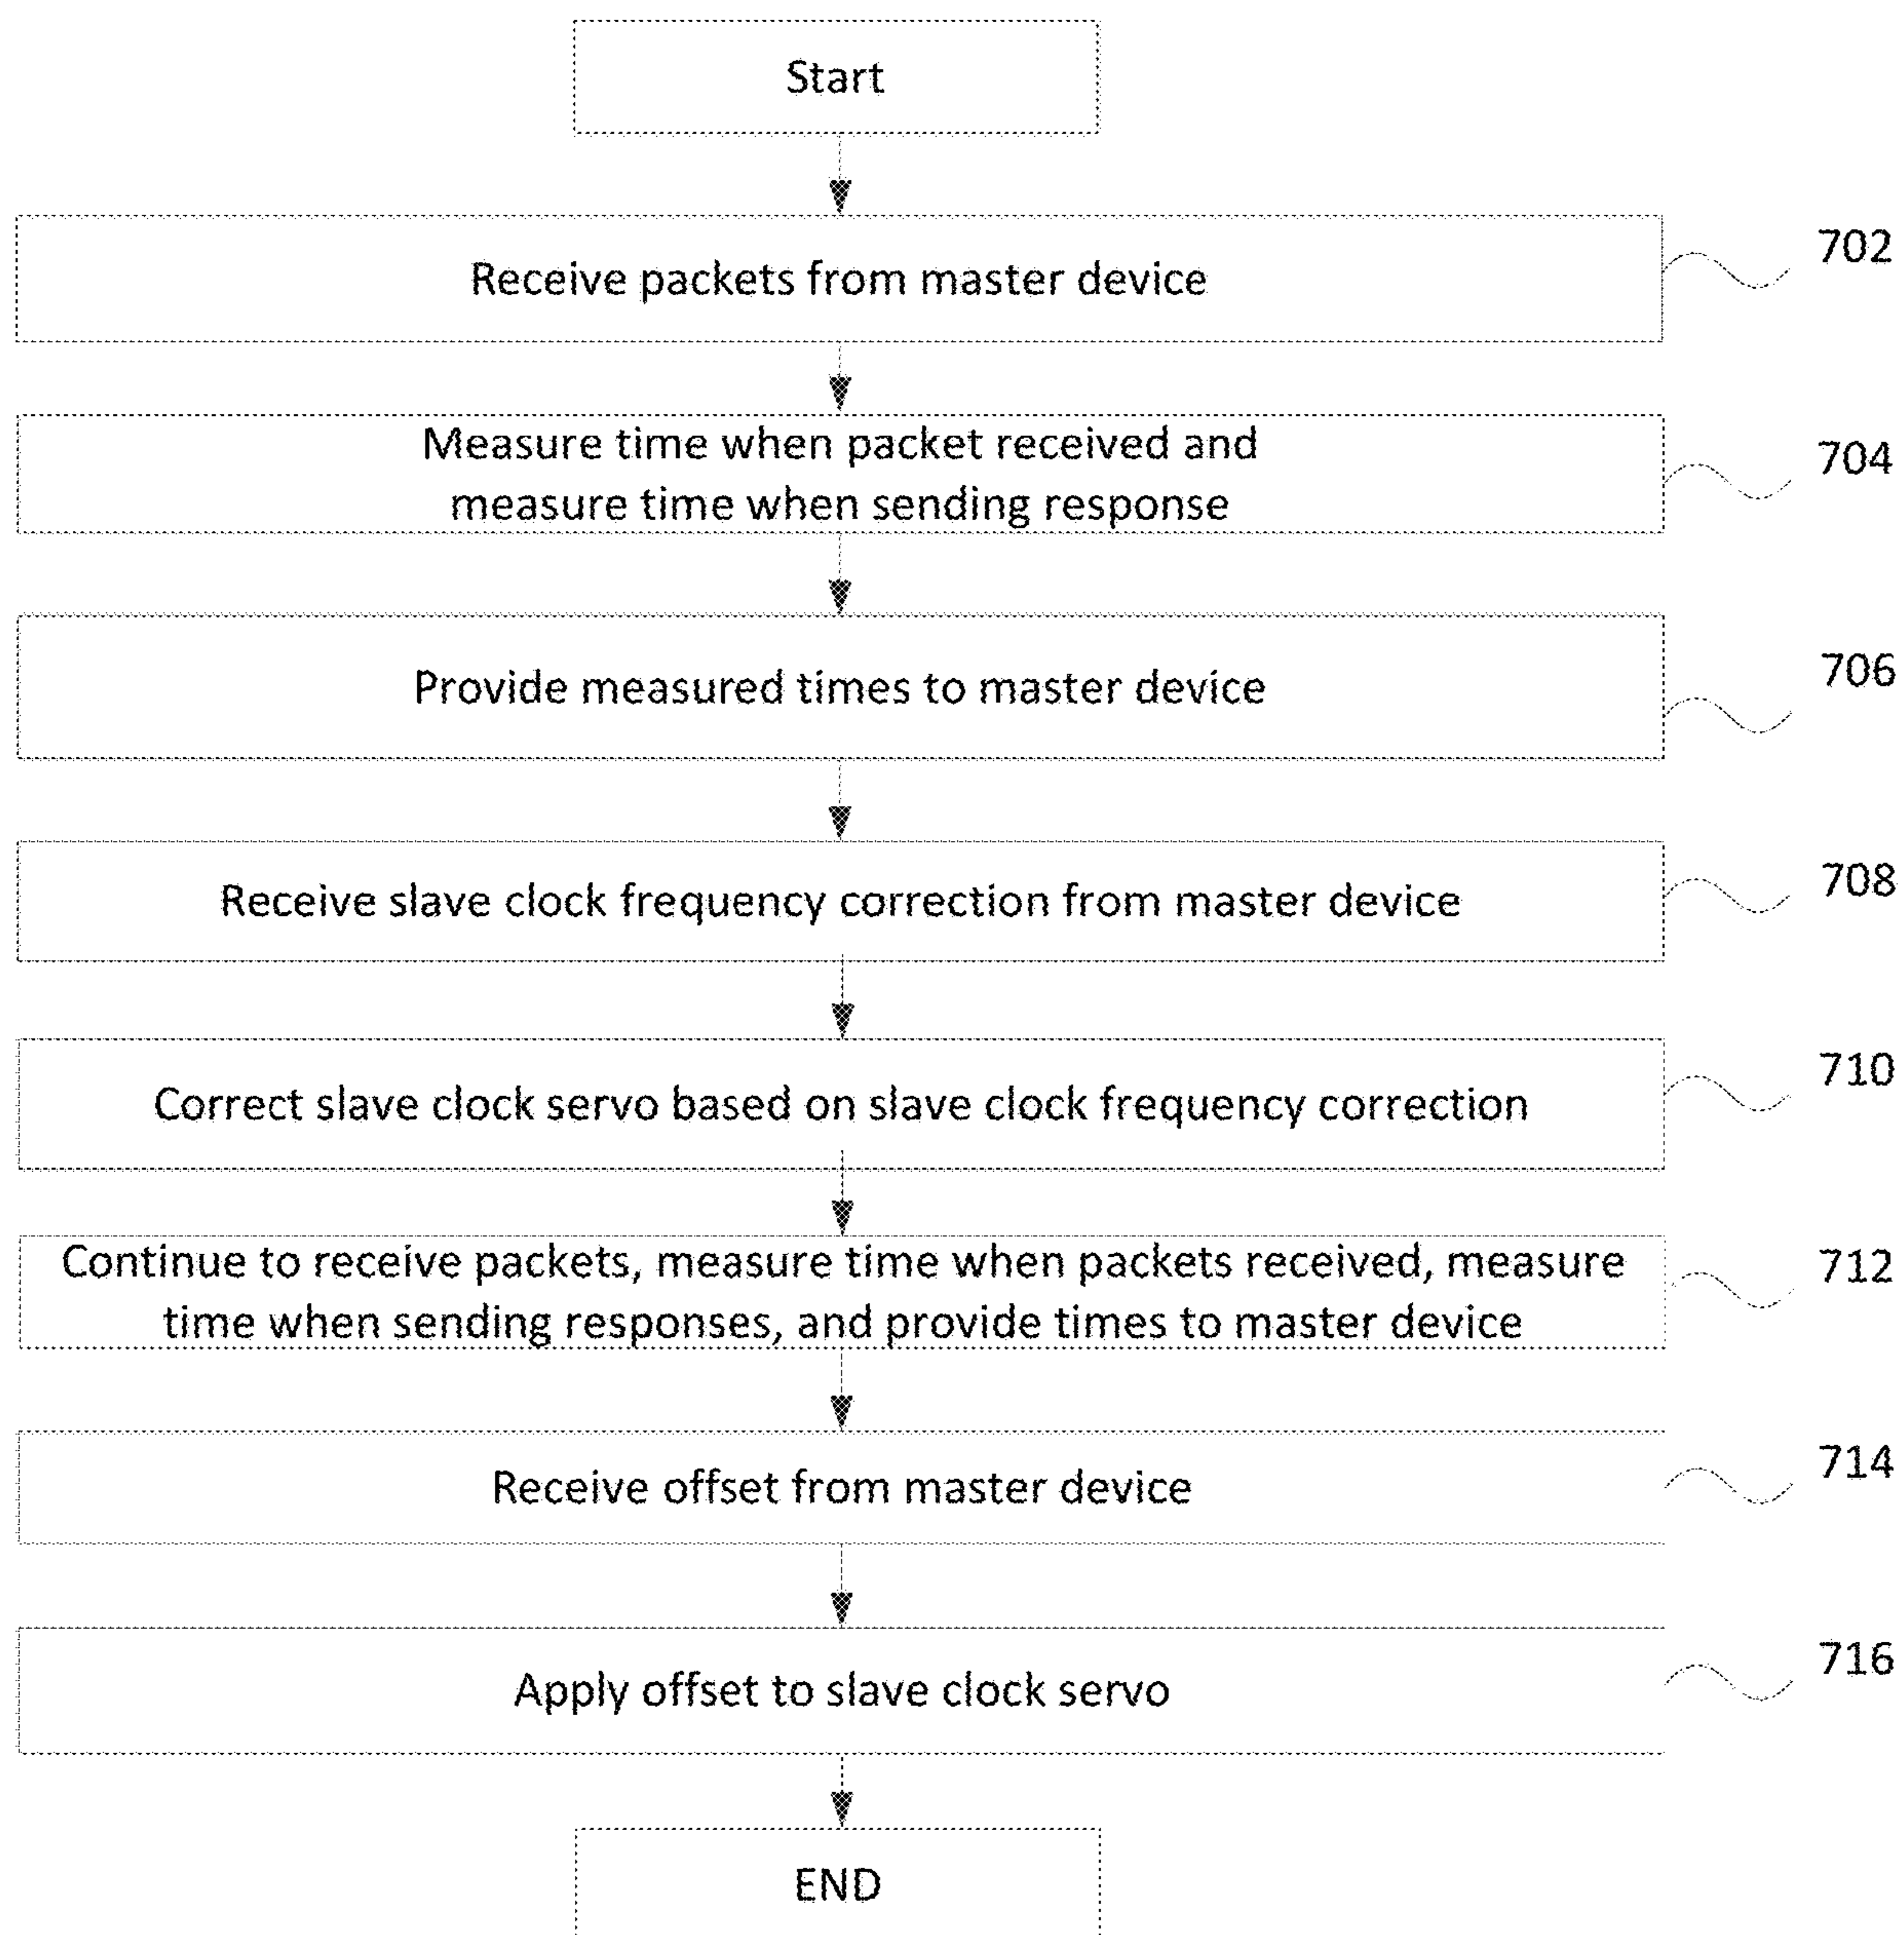 Start
Receive packets from master device
702
Measure time when packet received and
measure time when sending response
704
Provide measured times to master device
706
Receive slave clock frequency correction from master device
708
Correct slave clock servo based on slave clock frequency correction
710
Continue to receive packets, measure time when packets received, measure
time when sending responses, and provide times to master device
712
Receive offset from master device
714
Apply offset to slave clock servo
716
END